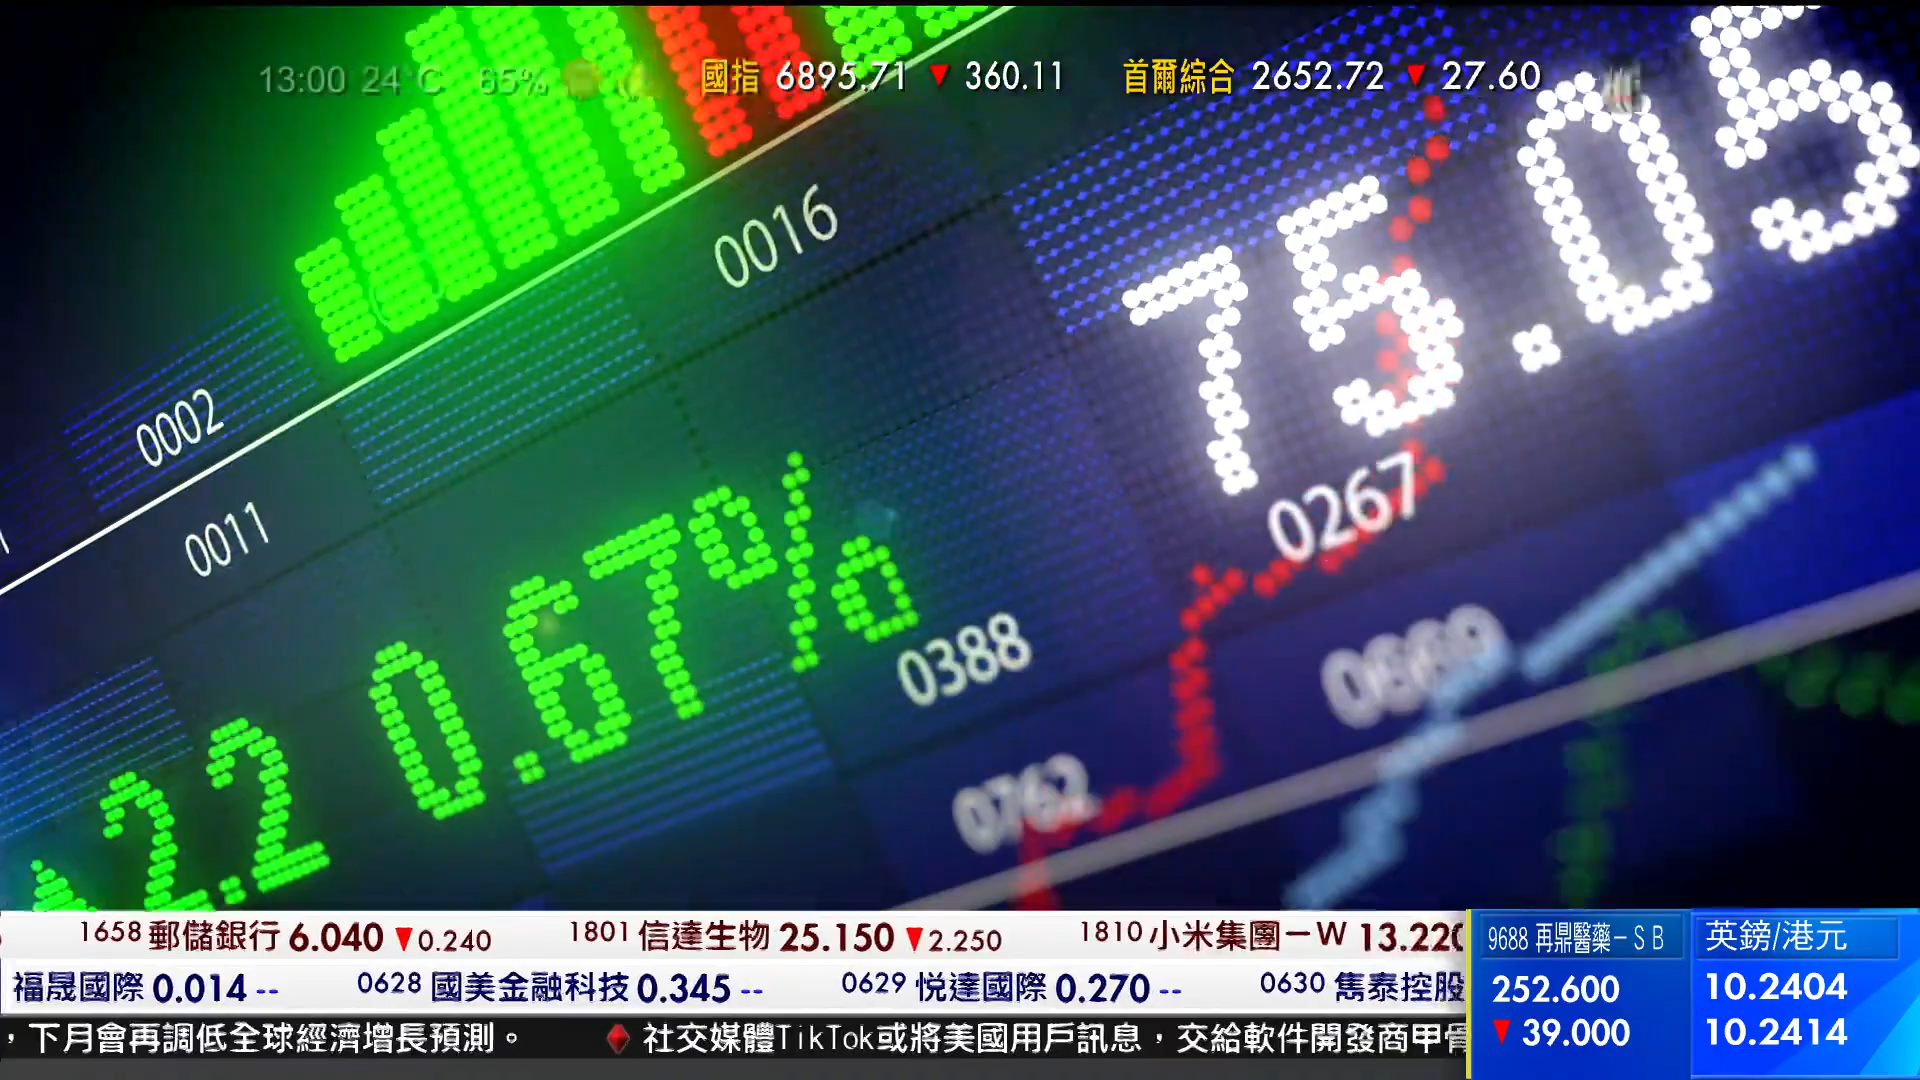 13:00 24°C 65% 國指 6895.71 ▼ 360.11 首爾綜合 2652.72 ▼ 27.60
75.05
0016
0002
0011
0267
0.67%
2.2
0388
0762
1658 郵儲銀行 6.040 ▼0.240 1801 信達生物 25.150 ▼2.250 1810 小米集團－W 13.220
福晟國際 0.014 -- 0628 國美金融科技 0.345 -- 0629 悅達國際 0.270 -- 0630 雋泰控股
，下月會再調低全球經濟增長預測。 社交媒體TikTok或將美國用戶訊息，交給軟件開發商甲骨
9688 再鼎醫藥－ＳＢ
252.600
▼ 39.000
英鎊/港元
10.2404
10.2414